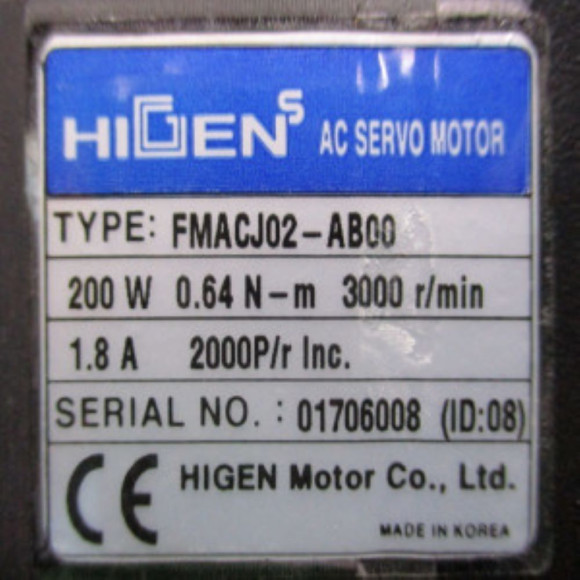 HIGEN S AC SERVO MOTOR
TYPE: FMACJ02-AB00
200 W 0.64 N-m 3000 r/min
1.8 A 2000P/r Inc.
SERIAL NO. : 01706008 (ID:08)
CE HIGEN Motor Co., Ltd.
MADE IN KOREA